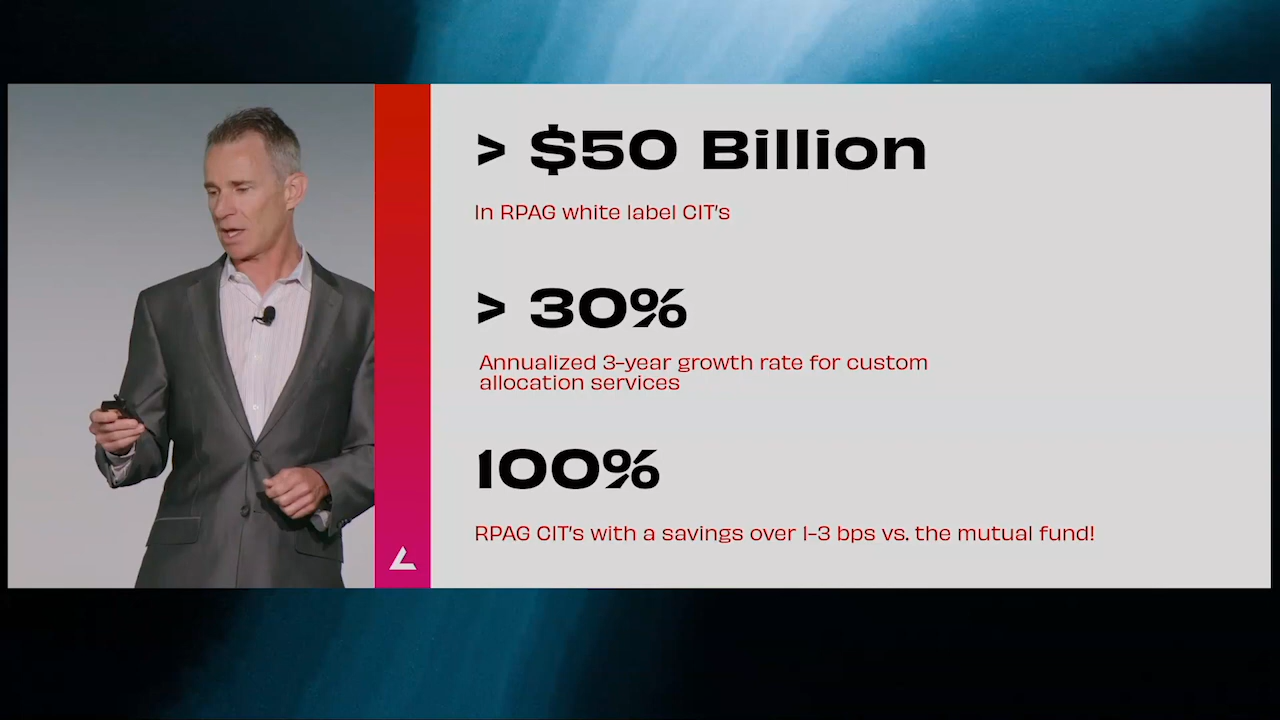 > $50 Billion
In RPAG white label CIT's
> 30%
Annualized 3-year growth rate for custom
allocation services
100%
RPAG CIT's with a savings over 1-3 bps vs. the mutual fund!